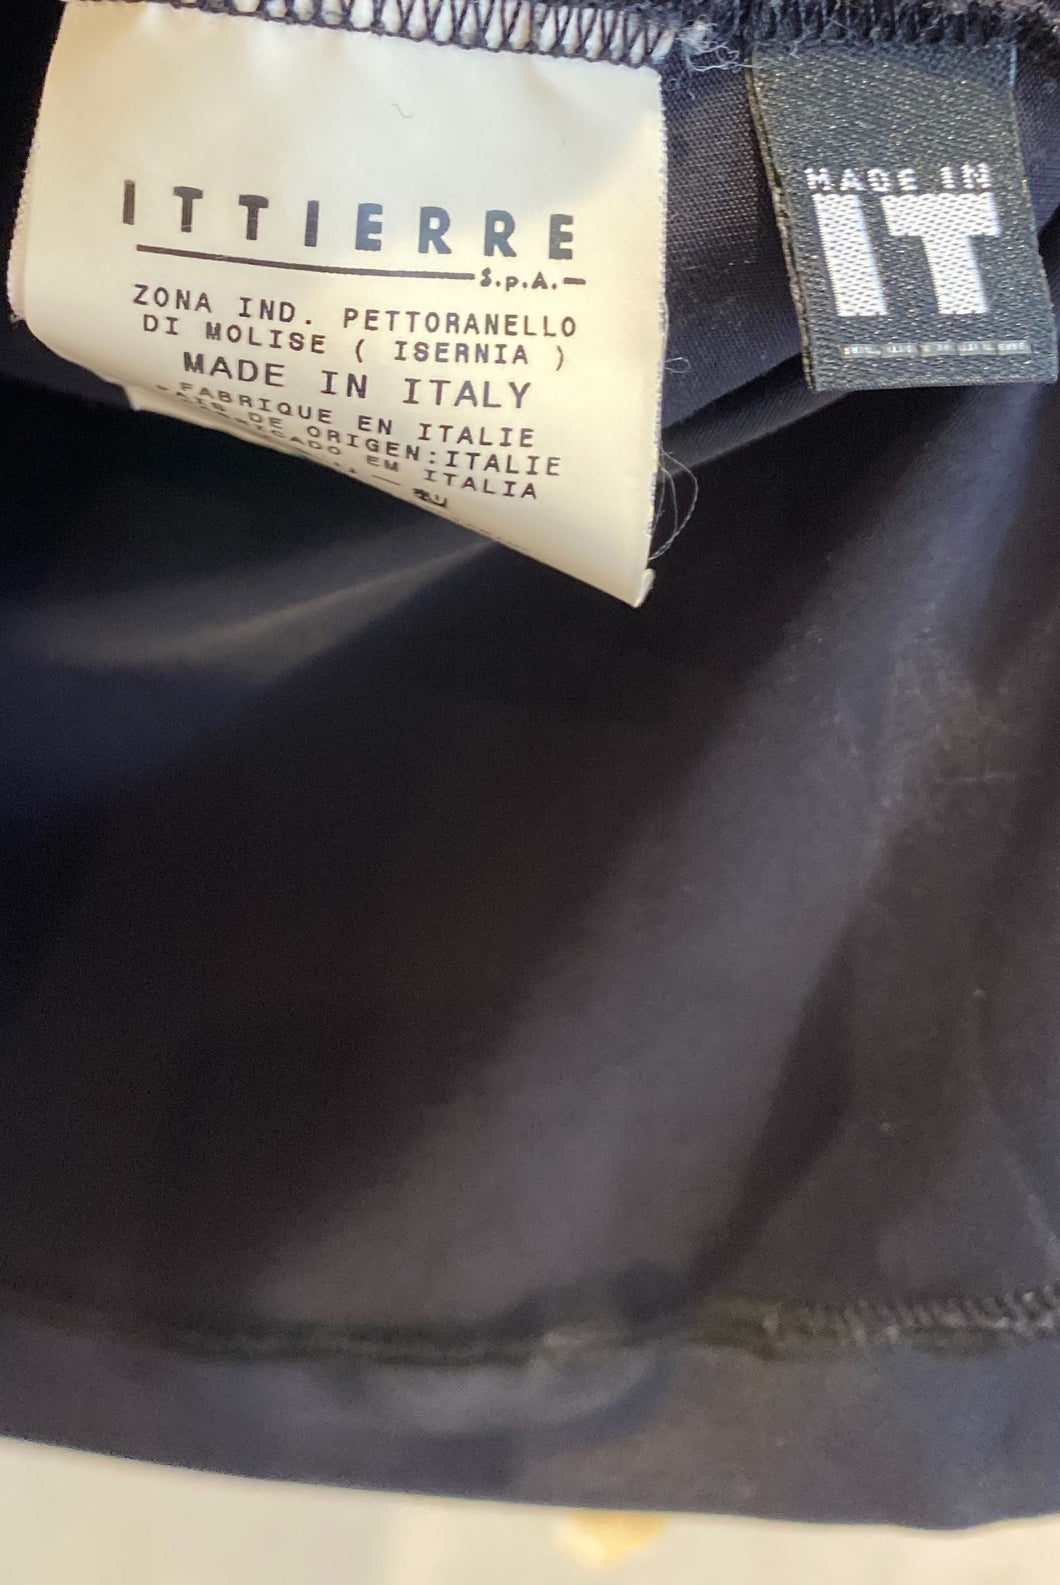 ITTIERRE
S.p.A.
ZONA IND. PETTORANELLO
DI MOLISE ( ISERNIA )
MADE IN ITALY
FABRIQUE EN ITALIE
PAIS DE ORIGEN:ITALIE
EM ITALIA
MADE IN
IT